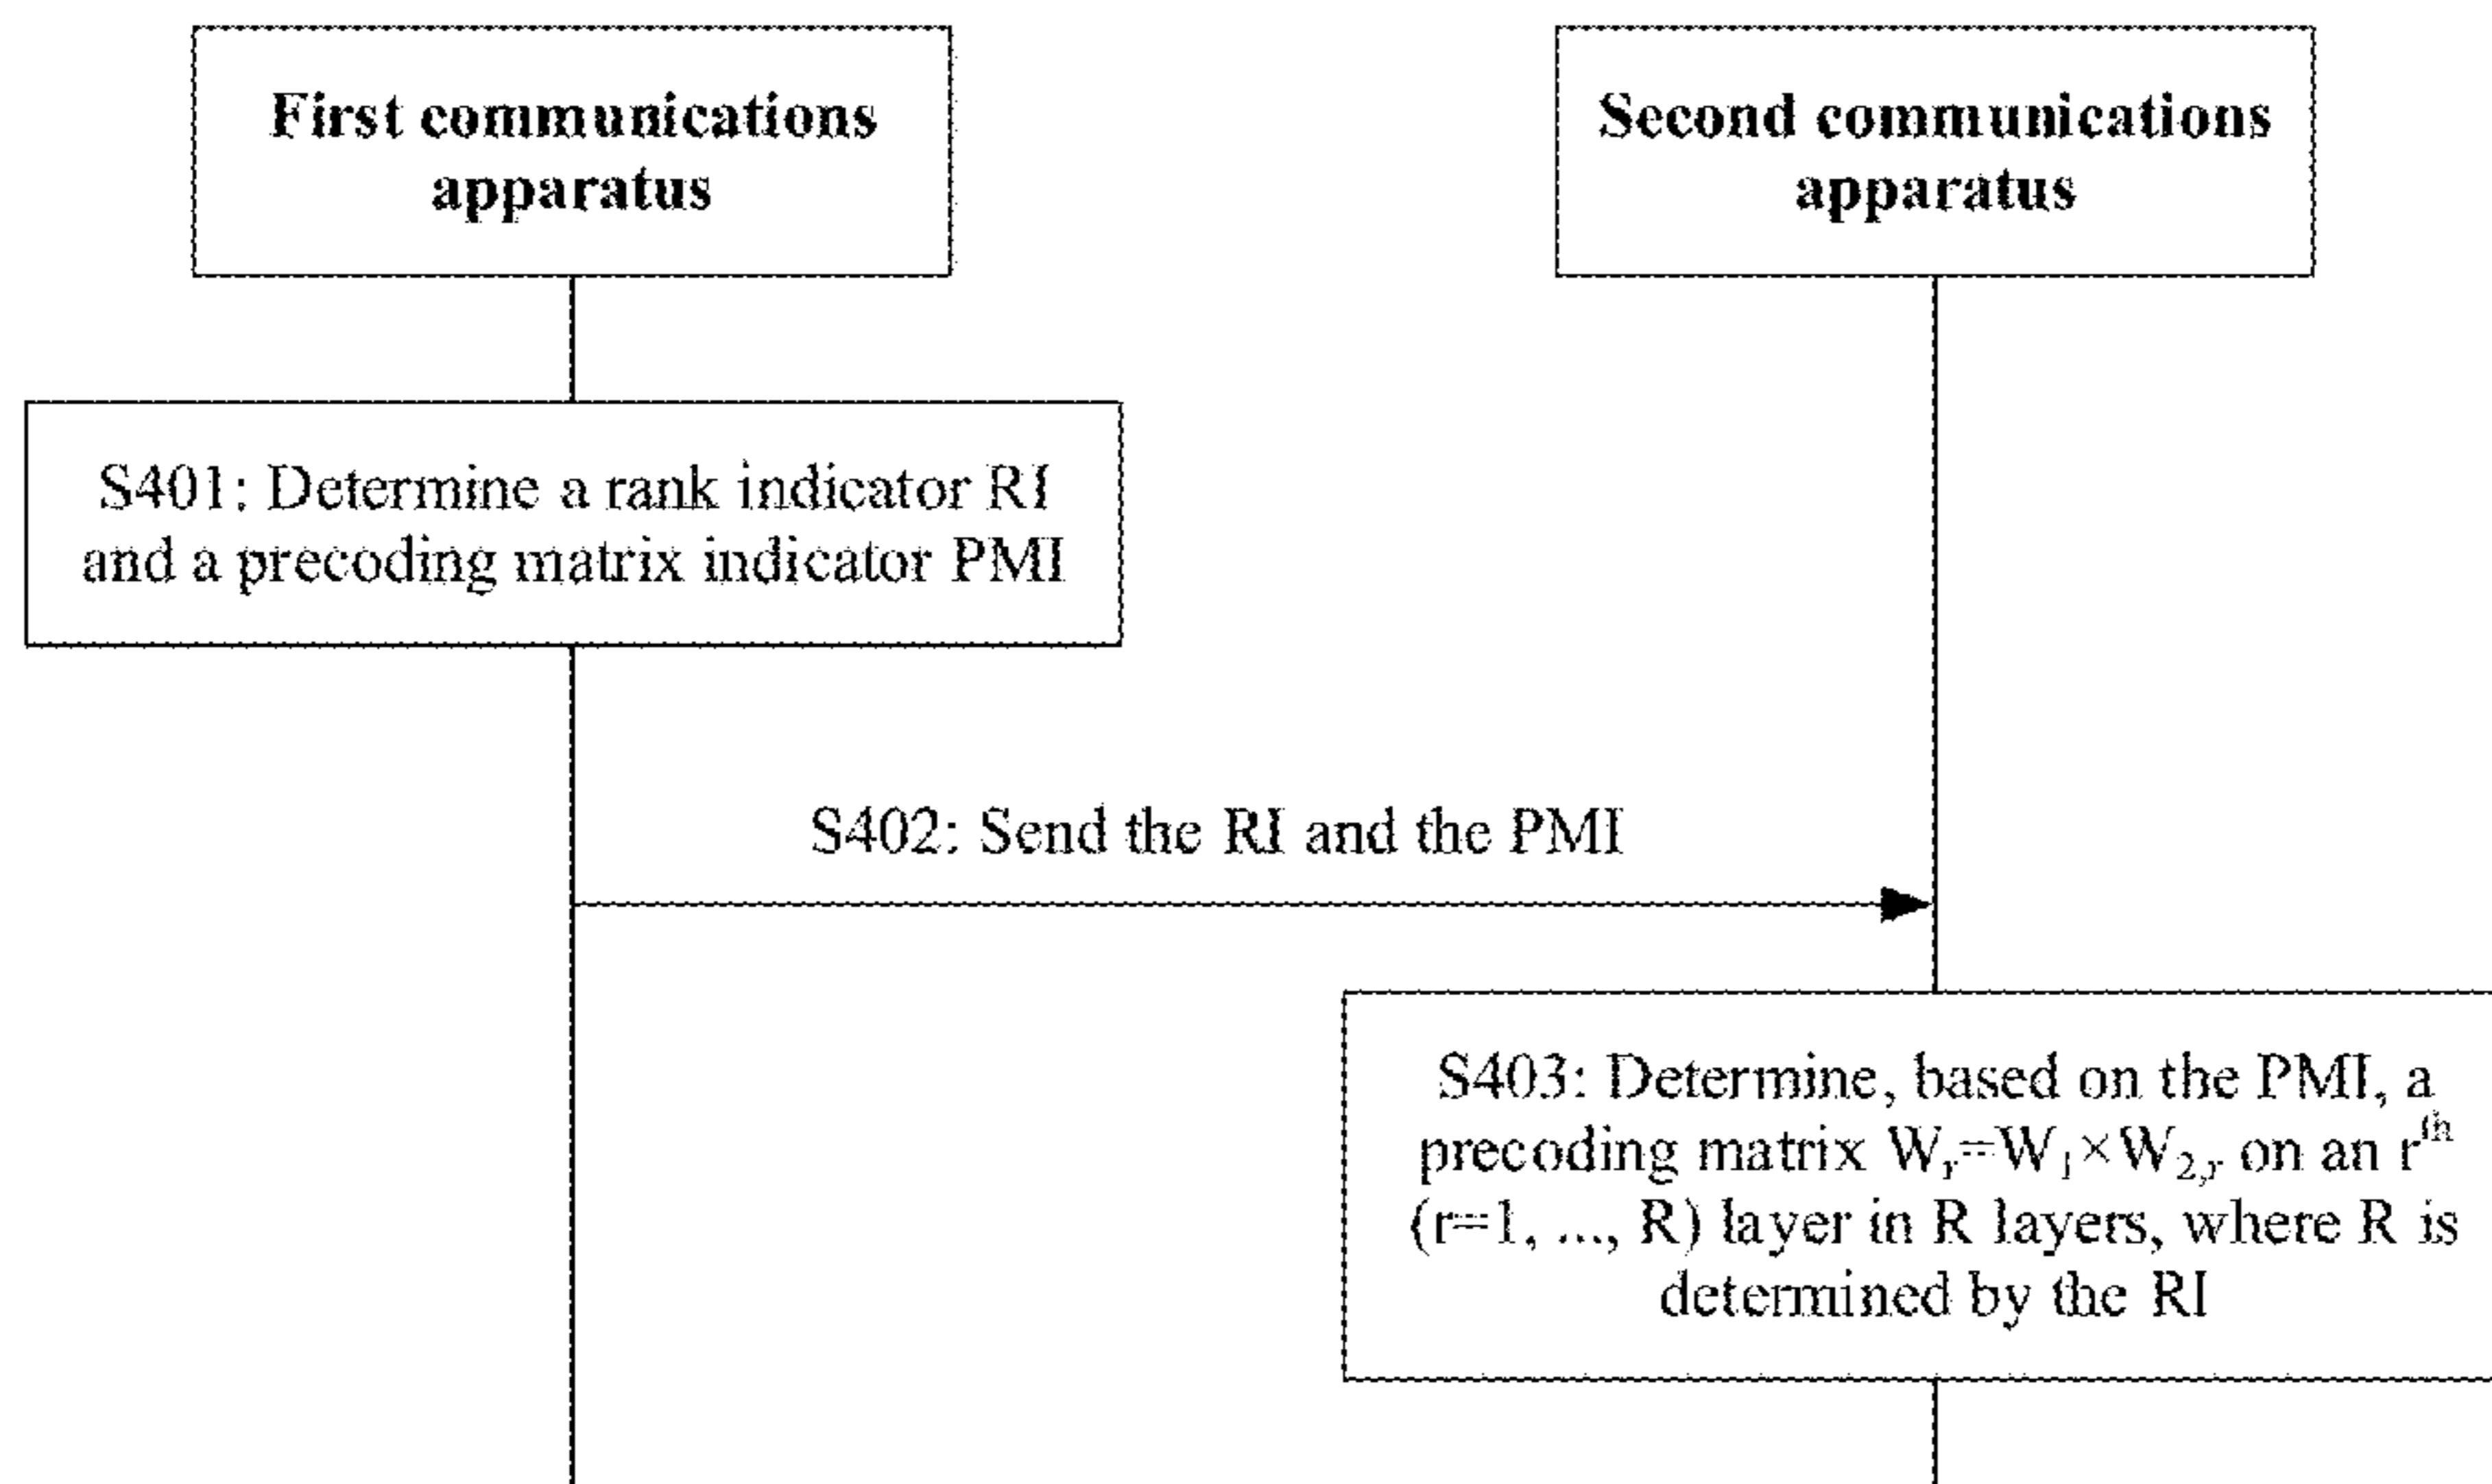 First communications
apparatus
Second communications
apparatus
S401: Determine a rank indicator RI
and a precoding matrix indicator PMI
S402: Send the RI and the PMI
S403: Determine, based on the PMI, a
precoding matrix Wᵣ=W₁×W₂,ᵣ on an rᵗʰ
(r=1, ..., R) layer in R layers, where R is
determined by the RI